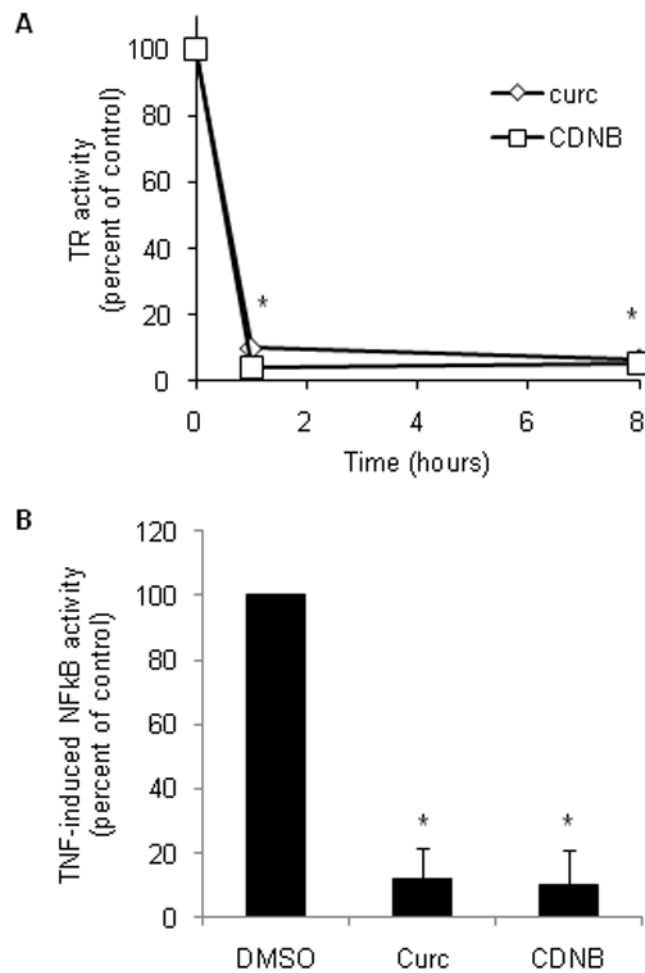 A
TR activity
(percent of control)
100
80
60
40
20
0
curc
CDNB
*
*
0 2 4 6 8
Time (hours)
B
TNF-induced NFkB activity
(percent of control)
120
100
80
60
40
20
0
*
*
DMSO Curc CDNB